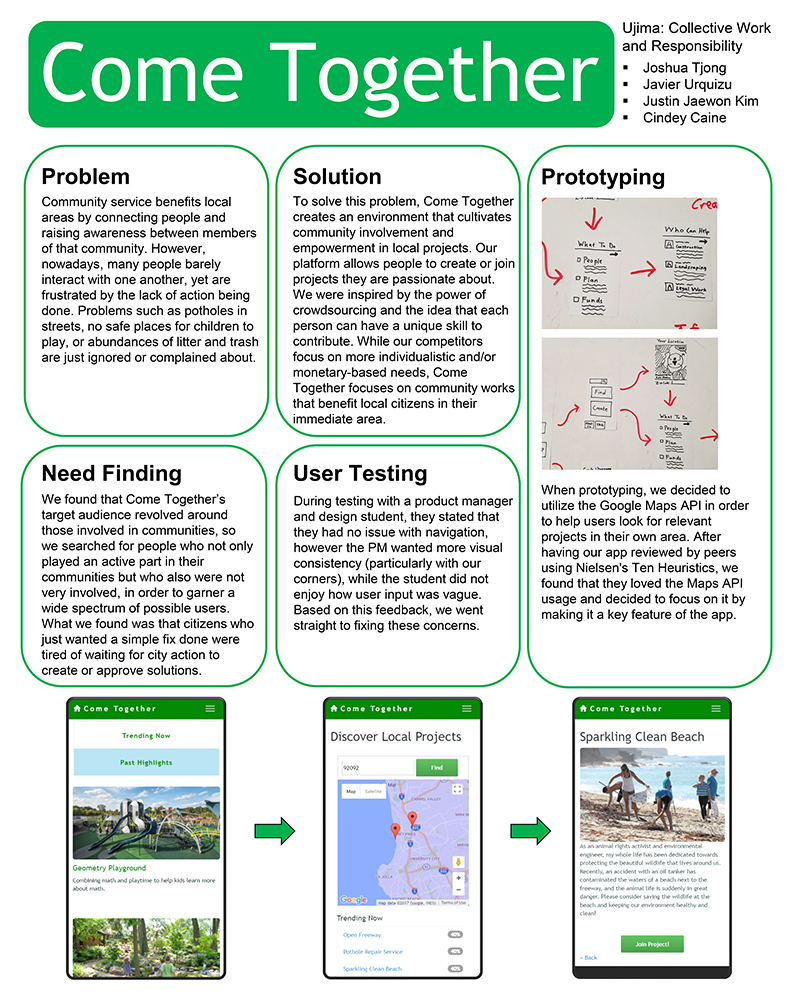 Come Together
Ujima: Collective Work
and Responsibility
▪ Joshua Tjong
▪ Javier Urquizu
▪ Justin Jaewon Kim
▪ Cindey Caine
Problem
Community service benefits local
areas by connecting people and
raising awareness between members
of that community. However,
nowadays, many people barely
interact with one another, yet are
frustrated by the lack of action being
done. Problems such as potholes in
streets, no safe places for children to
play, or abundances of litter and trash
are just ignored or complained about.
Solution
To solve this problem, Come Together
creates an environment that cultivates
community involvement and
empowerment in local projects. Our
platform allows people to create or join
projects they are passionate about.
We were inspired by the power of
crowdsourcing and the idea that each
person can have a unique skill to
contribute. While our competitors
focus on more individualistic and/or
monetary-based needs, Come
Together focuses on community works
that benefit local citizens in their
immediate area.
Prototyping
What To Do
People
Plan
Funds
Who Can Help
Construction
Landscaping
Legal Work
Find
Create
Your Location
What To Do
People
Plan
Funds
When prototyping, we decided to
utilize the Google Maps API in order
to help users look for relevant
projects in their own area. After
having our app reviewed by peers
using Nielsen's Ten Heuristics, we
found that they loved the Maps API
usage and decided to focus on it by
making it a key feature of the app.
Need Finding
We found that Come Together's
target audience revolved around
those involved in communities, so
we searched for people who not only
played an active part in their
communities but who also were not
very involved, in order to garner a
wide spectrum of possible users.
What we found was that citizens who
just wanted a simple fix done were
tired of waiting for city action to
create or approve solutions.
User Testing
During testing with a product manager
and design student, they stated that
they had no issue with navigation,
however the PM wanted more visual
consistency (particularly with our
corners), while the student did not
enjoy how user input was vague.
Based on this feedback, we went
straight to fixing these concerns.
Come Together
Trending Now
Past Highlights
Geometry Playground
Combining math and playtime to help kids learn more
about math.
Come Together
Discover Local Projects
92092
Find
Map Satellite
Google
Terms of Use
Trending Now
Open Freeway 40%
Pothole Repair Service 40%
Sparkling Clean Beach 40%
Come Together
Sparkling Clean Beach
As an animal rights activist and environmental
engineer, my whole life has been dedicated towards
protecting the beautiful wildlife that lives around us.
Recently, an accident with an oil tanker has
contaminated the waters of a beach next to the
freeway, and the animal life is suddenly in great
danger. Please consider saving the wildlife at the
beach and keeping our environment healthy and
clean!
Join Project!
< Back